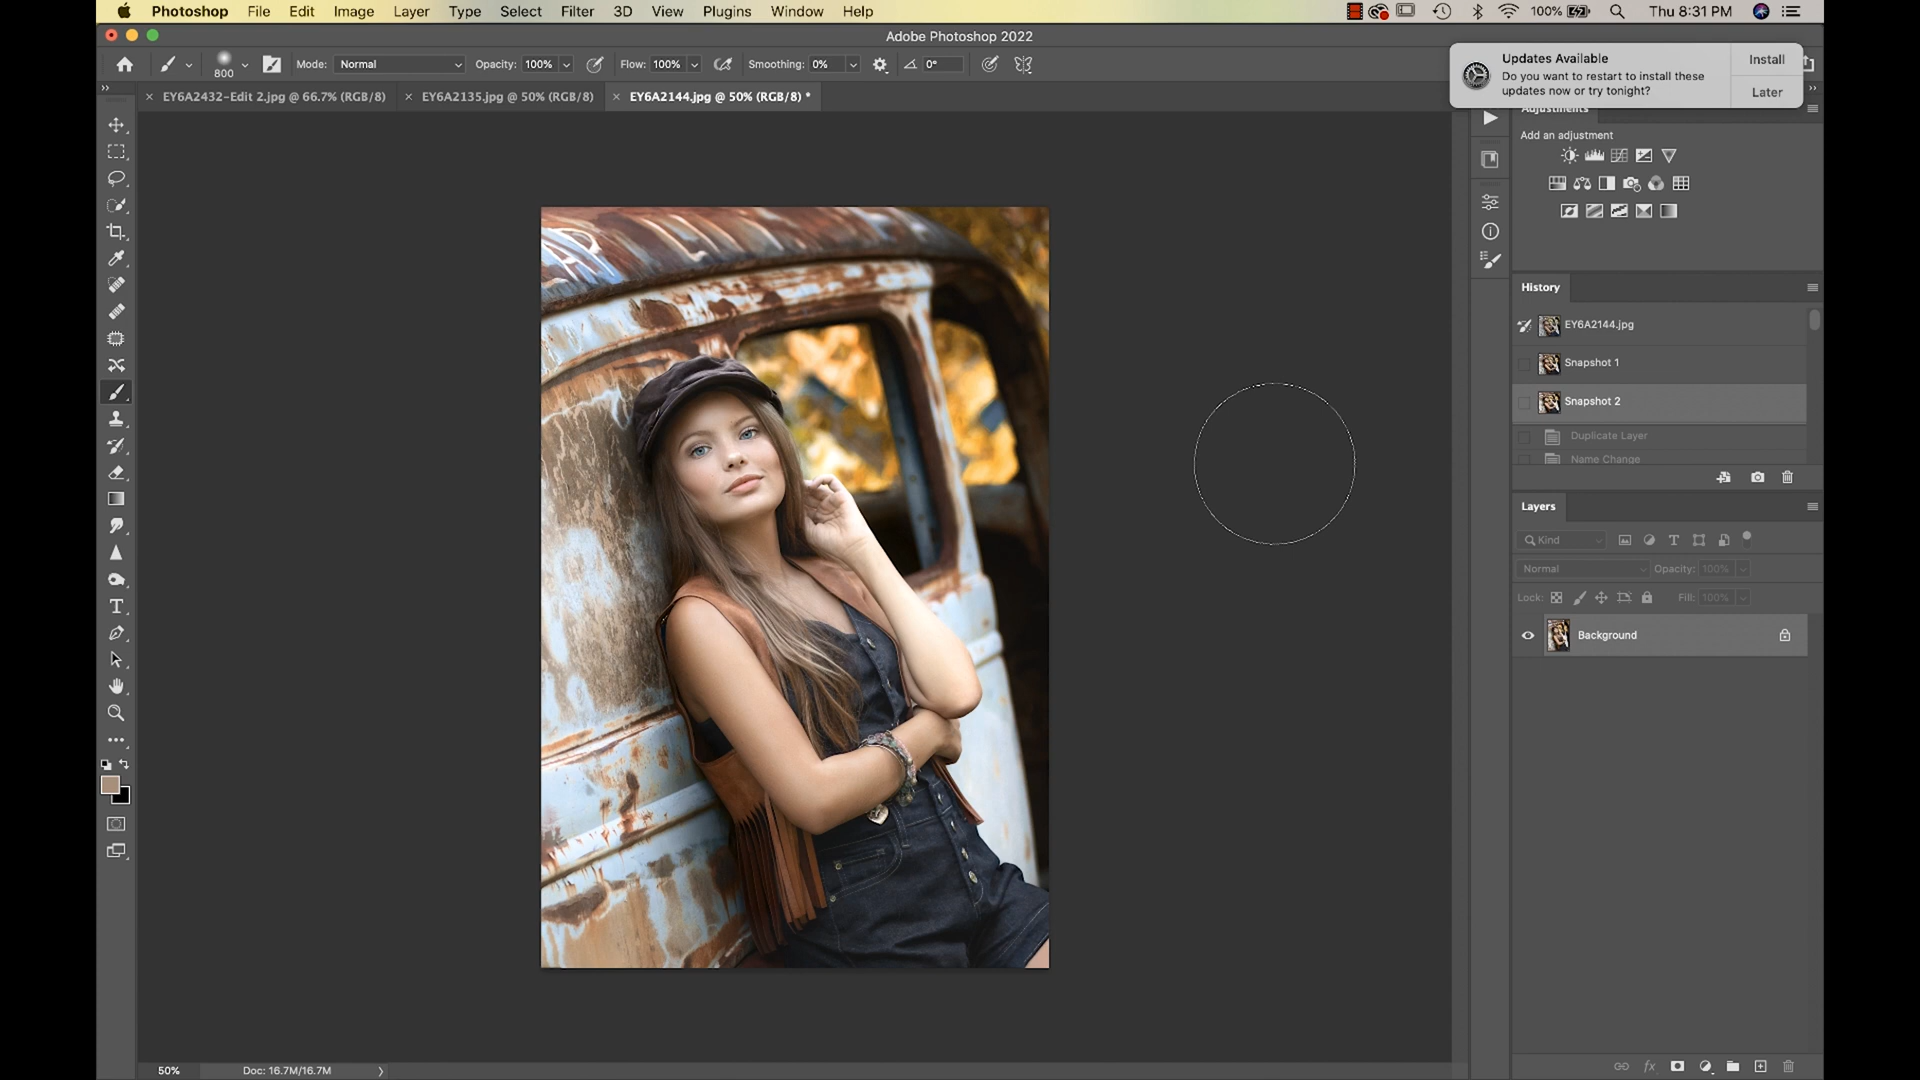 Photoshop File Edit Image Layer Type Select Filter 3D View Plugins Window Help 100% Thu 8:31 PM
Adobe Photoshop 2022
800 Mode: Normal Opacity: 100% Flow: 100% Smoothing: 0% 0°
Updates Available
Do you want to restart to install these
updates now or try tonight?
Install
Later
EY6A2432-Edit 2.jpg @ 66.7% (RGB/8) EY6A2135.jpg @ 50% (RGB/8) EY6A2144.jpg @ 50% (RGB/8) *
Adjustments
Add an adjustment
History
EY6A2144.jpg
Snapshot 1
Snapshot 2
Duplicate Layer
Name Change
Layers
Kind
Normal Opacity: 100%
Lock: Fill: 100%
Background
50% Doc: 16.7M/16.7M